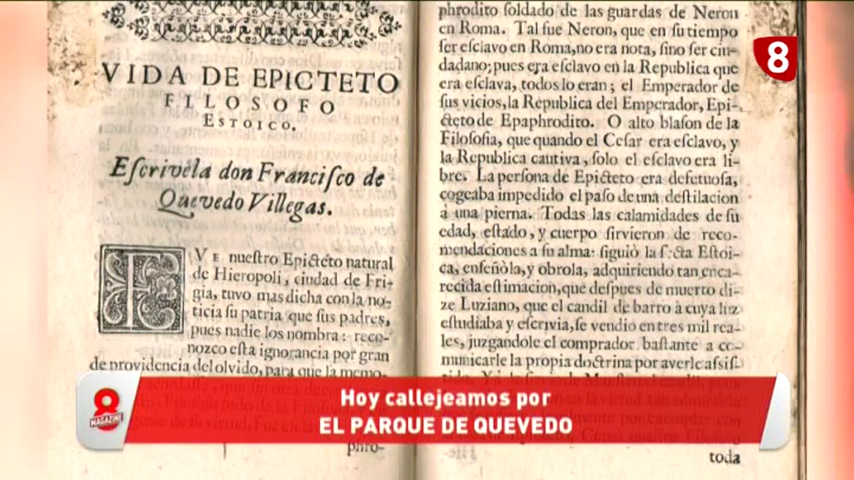 VIDA DE EPICTETO
FILOSOFO
ESTOICO.
Eſcrivela don Franciſco de
Quevedo Villegas.
FVE nueſtro Epicteto natural
de Hieropoli, ciudad de Fri-
gia, tuvo mas dicha con la no-
ticia ſu patria que ſus padres,
pues nadie los nombra: reco-
nozco eſta ignorancia por gran
de providencia del olvido, para que la memo-
phro-
phrodito ſoldado de las guardas de Neron
en Roma. Tal fue Neron, que en ſu tiempo
ſer eſclavo en Roma, no era nota, ſino ſer ciu-
dadano; pues era eſclavo en la Republica que
era eſclava, todos lo eran; el Emperador de
ſus vicios, la Republica del Emperador, Epi-
cteto de Epaphrodito. O alto blaſon de la
Filoſofia, que quando el Ceſar era eſclavo, y
la Republica cautiva, ſolo el eſclavo era li-
bre. La perſona de Epicteto era defetuoſa,
cogeaba impedido el paſo de una deſtilacion
à una pierna. Todas las calamidades de ſu
edad, eſtado, y cuerpo ſirvieron de reco-
mendaciones a ſu alma: ſiguiò la ſecta Eſtoi-
ca, enſeñòla, y obrola, adquiriendo tan enca-
recida eſtimacion, que deſpues de muerto di-
ze Luziano, que el candil de barro à cuya luz
eſtudiaba y eſcrivia, ſe vendio en tres mil rea-
les, juzgandole el comprador baſtante a co-
municarle la propia doctrina por averle aſsiſ-
toda
8
8
MAGAZINE
Hoy callejeamos por
EL PARQUE DE QUEVEDO